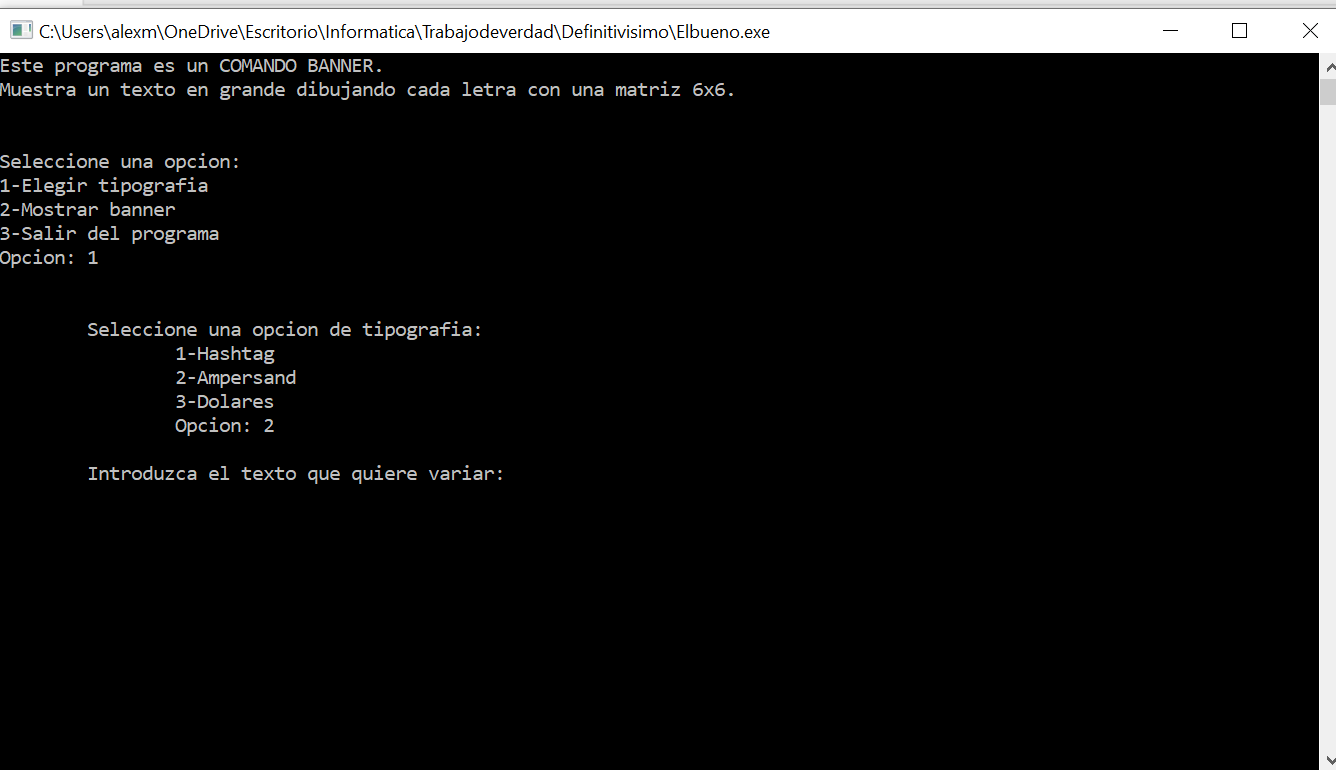 C:\Users\alexm\OneDrive\Escritorio\Informatica\Trabajodeverdad\Definitivisimo\Elbueno.exe
Este programa es un COMANDO BANNER.
Muestra un texto en grande dibujando cada letra con una matriz 6x6.
Seleccione una opcion:
1-Elegir tipografia
2-Mostrar banner
3-Salir del programa
Opcion: 1
Seleccione una opcion de tipografia:
1-Hashtag
2-Ampersand
3-Dolares
Opcion: 2
Introduzca el texto que quiere variar: